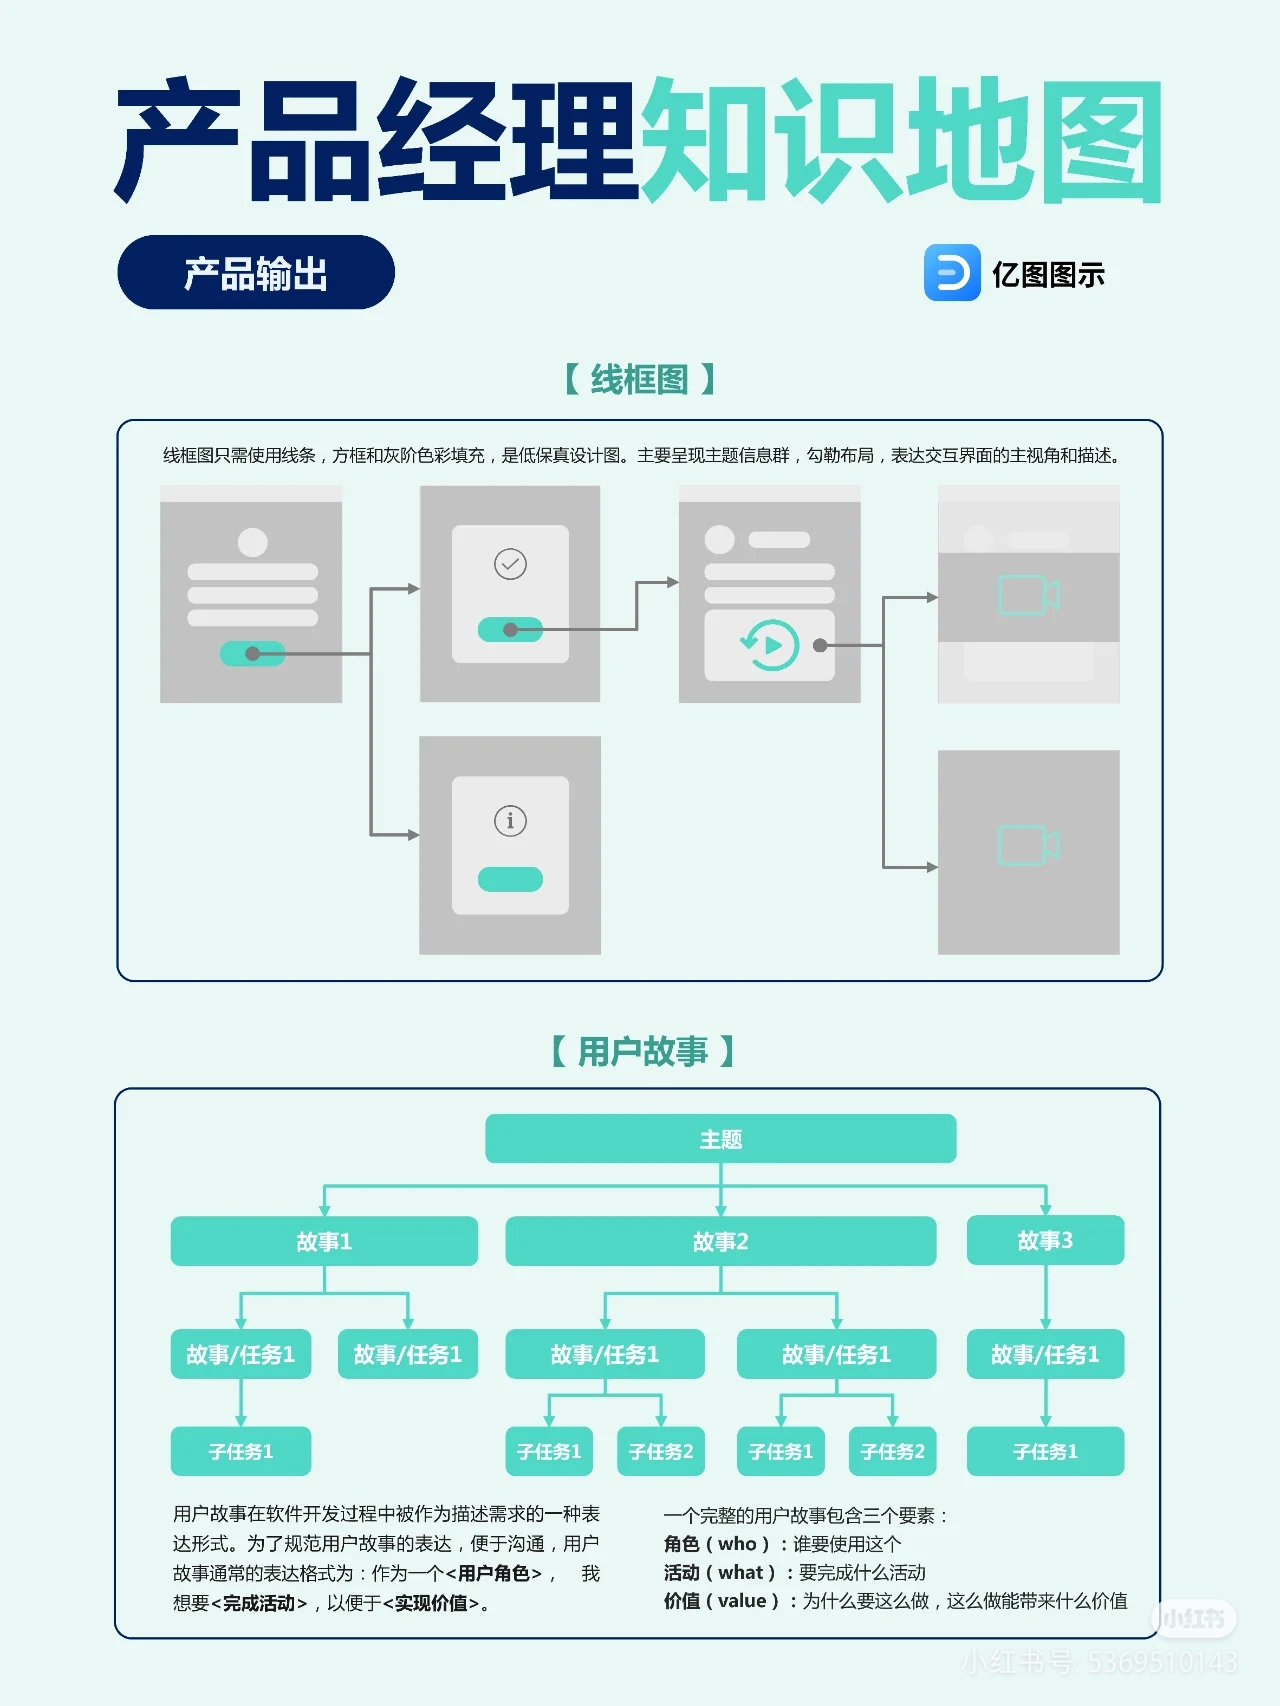 产品经理知识地图
产品输出
亿图图示
【 线框图 】
线框图只需使用线条，方框和灰阶色彩填充，是低保真设计图。主要呈现主题信息群，勾勒布局，表达交互界面的主视角和描述。
i
【 用户故事 】
主题
故事1
故事2
故事3
故事/任务1
故事/任务1
故事/任务1
故事/任务1
故事/任务1
子任务1
子任务1
子任务2
子任务1
子任务2
子任务1
用户故事在软件开发过程中被作为描述需求的一种表
达形式。为了规范用户故事的表达，便于沟通，用户
故事通常的表达格式为：作为一个<用户角色>， 我
想要<完成活动>，以便于<实现价值>。
一个完整的用户故事包含三个要素：
角色（who）：谁要使用这个
活动（what）：要完成什么活动
价值（value）：为什么要这么做，这么做能带来什么价值
小红书
小红书号: 5369510143